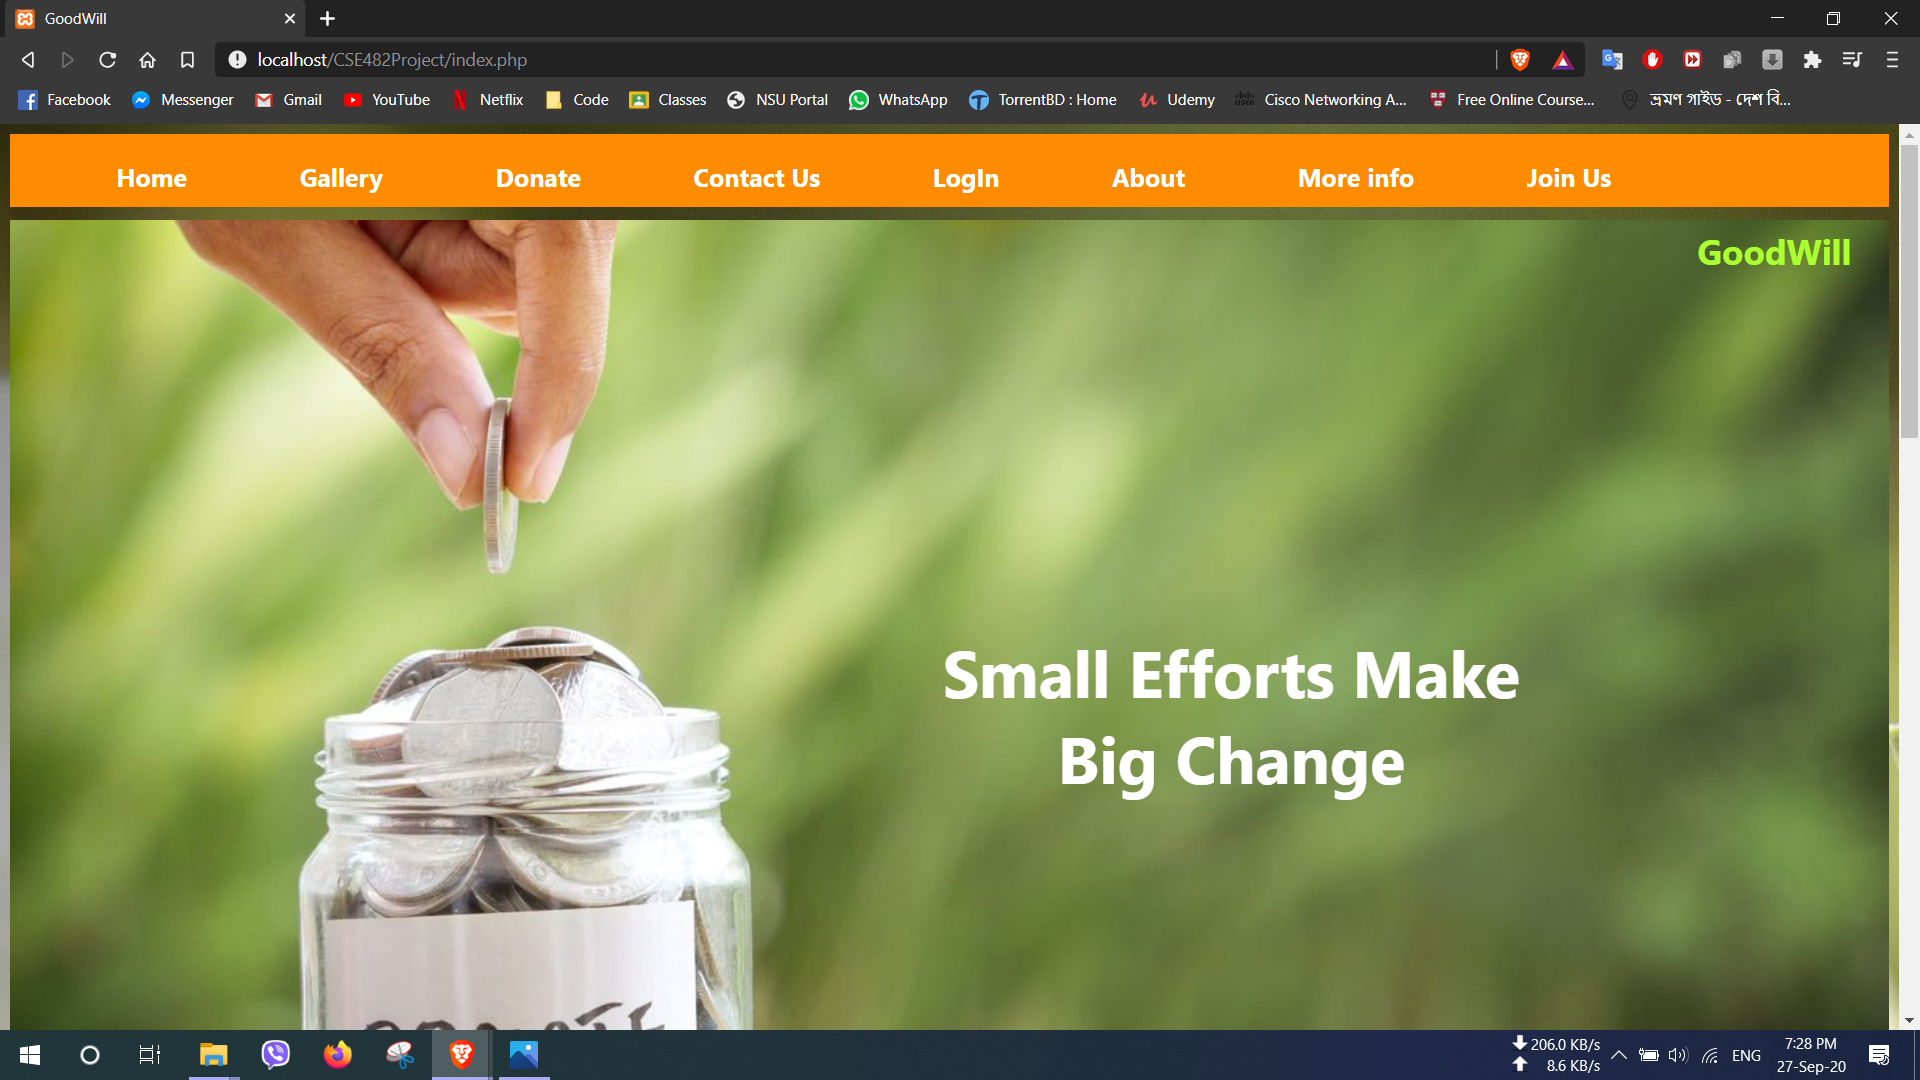 GoodWill
localhost/CSE482Project/index.php
Facebook Messenger Gmail YouTube Netflix Code Classes NSU Portal WhatsApp TorrentBD : Home Udemy Cisco Networking A... Free Online Course... ভ্রমণ গাইড - দেশ বি...
Home Gallery Donate Contact Us LogIn About More info Join Us
GoodWill
Small Efforts Make
Big Change
206.0 KB/s
8.6 KB/s
ENG
7:28 PM
27-Sep-20